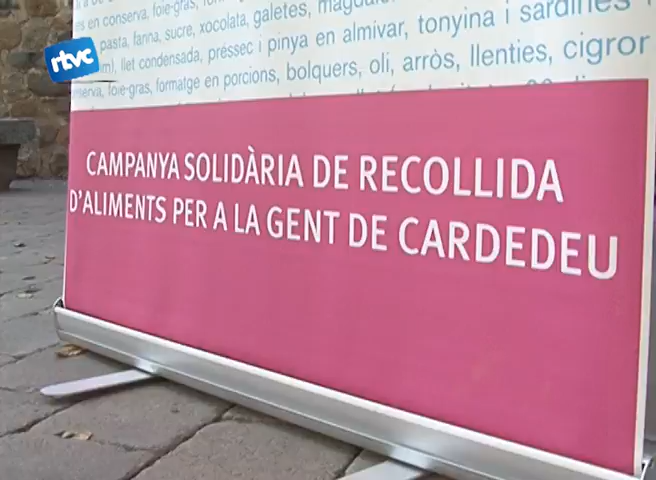 es en conserva, foie-gras,
pasta, farina, sucre, xocolata, galetes,
llet condensada, préssec i pinya en almívar, tonyina i sardines
foie-gras, formatge en porcions, bolquers, oli, arròs, llenties, cigror
rtvc
CAMPANYA SOLIDÀRIA DE RECOLLIDA
D'ALIMENTS PER A LA GENT DE CARDEDEU